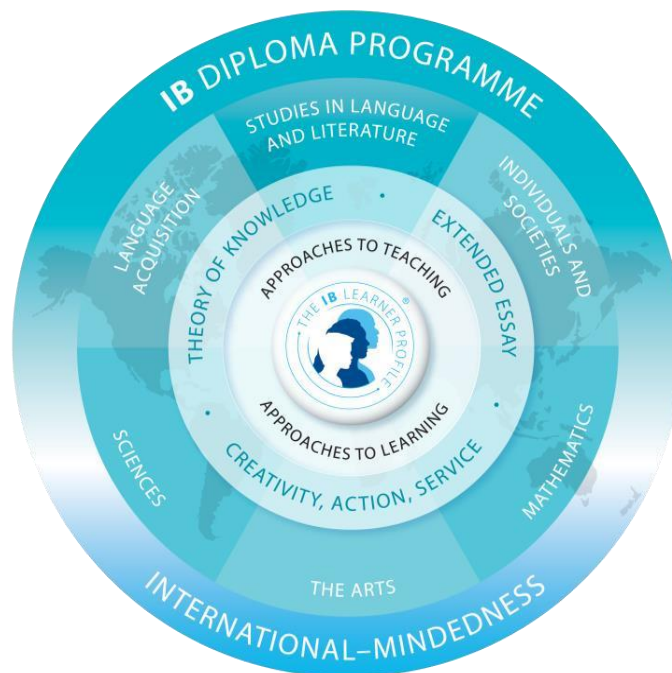 IB DIPLOMA PROGRAMME
STUDIES IN LANGUAGE
AND LITERATURE
LANGUAGE
ACQUISITION
INDIVIDUALS AND
SOCIETIES
THEORY OF KNOWLEDGE
·
EXTENDED ESSAY
APPROACHES TO TEACHING
· THE IB LEARNER PROFILE ·
®
APPROACHES TO LEARNING
·
CREATIVITY, ACTION, SERVICE
·
SCIENCES
MATHEMATICS
THE ARTS
INTERNATIONAL–MINDEDNESS